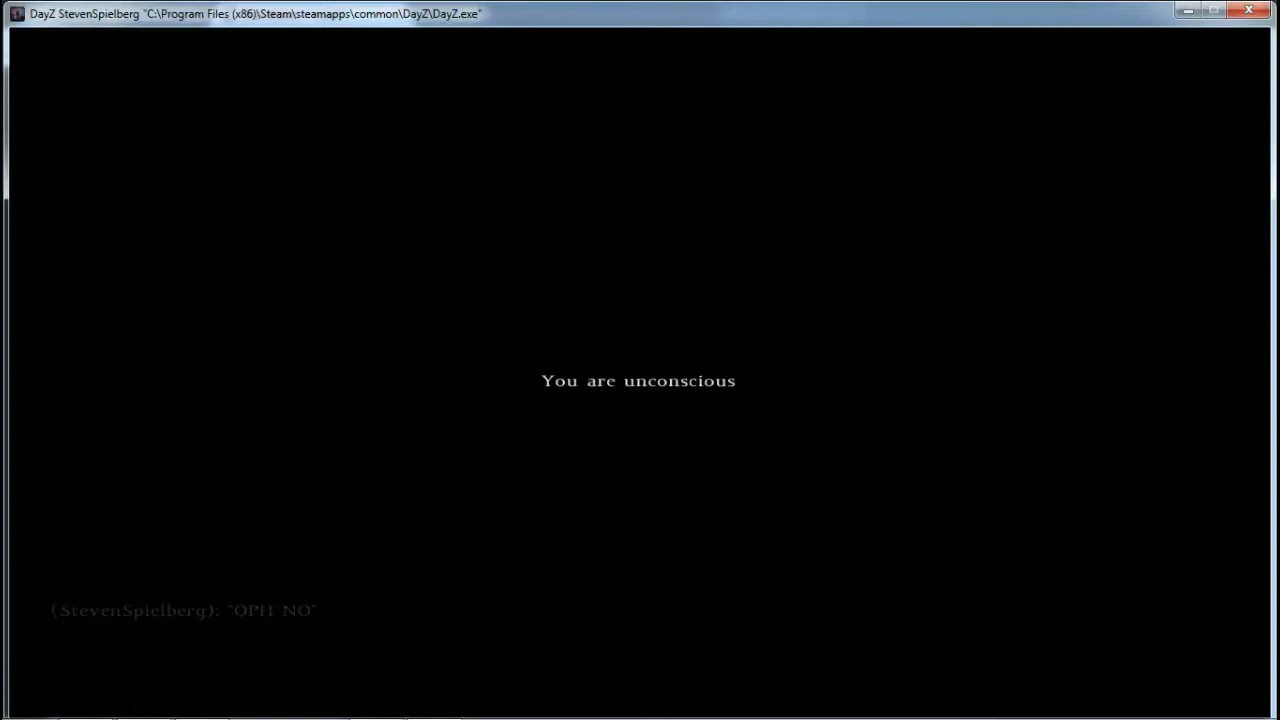 DayZ StevenSpielberg "C:\Program Files (x86)\Steam\steamapps\common\DayZ\DayZ.exe"
You are unconscious
(StevenSpielberg): "OPH NO"